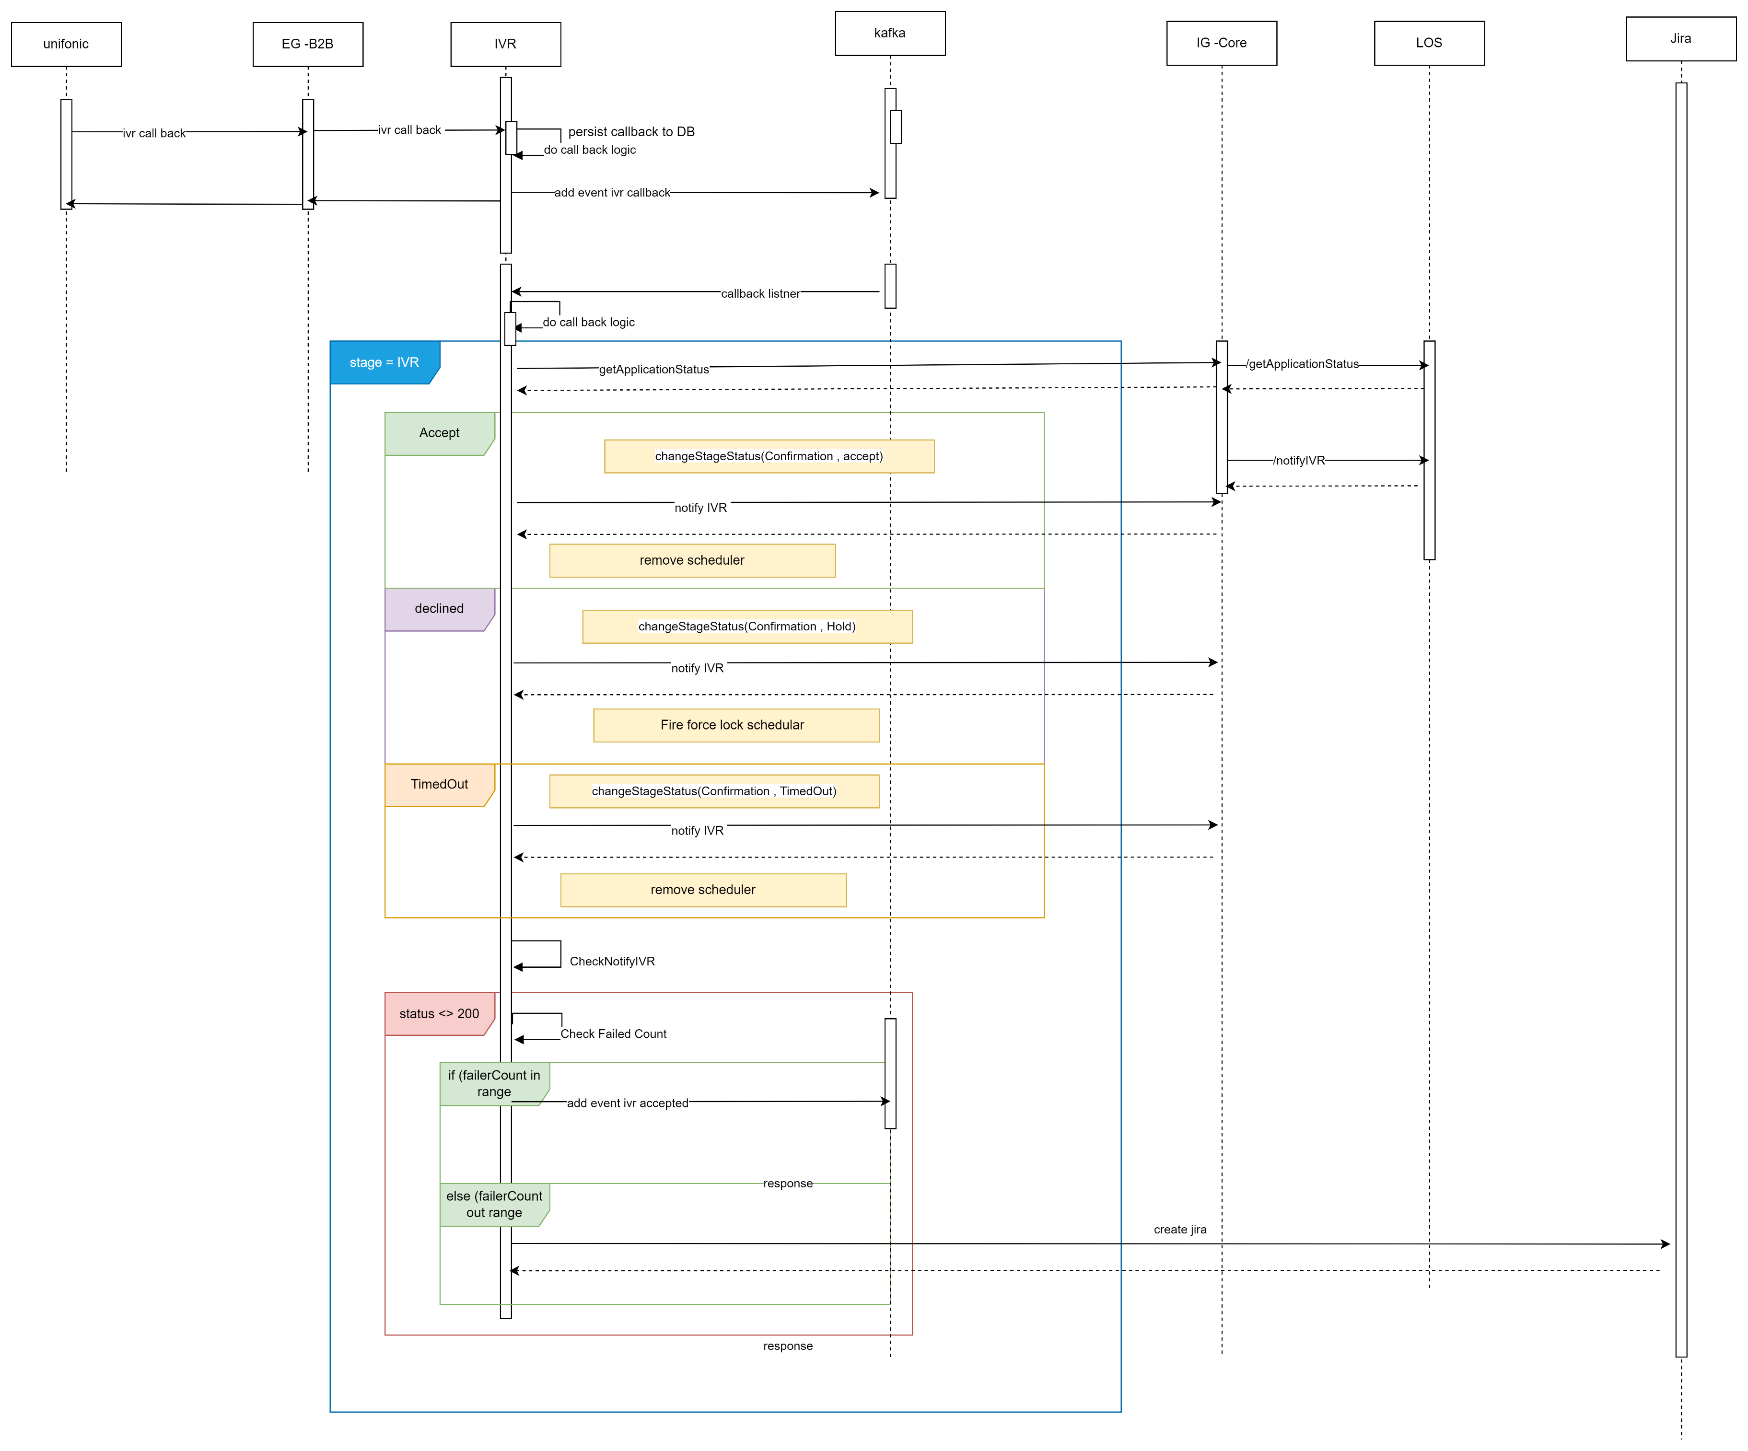 unifonic
EG -B2B
IVR
kafka
IG -Core
LOS
Jira
ivr call back
ivr call back
persist callback to DB
do call back logic
add event ivr callback
callback listner
do call back logic
stage = IVR
getApplicationStatus
/getApplicationStatus
Accept
changeStageStatus(Confirmation , accept)
/notifyIVR
notify IVR
remove scheduler
declined
changeStageStatus(Confirmation , Hold)
notify IVR
Fire force lock schedular
TimedOut
changeStageStatus(Confirmation , TimedOut)
notify IVR
remove scheduler
CheckNotifyIVR
status <> 200
Check Failed Count
if (failerCount in
range
add event ivr accepted
response
else (failerCount
out range
create jira
response